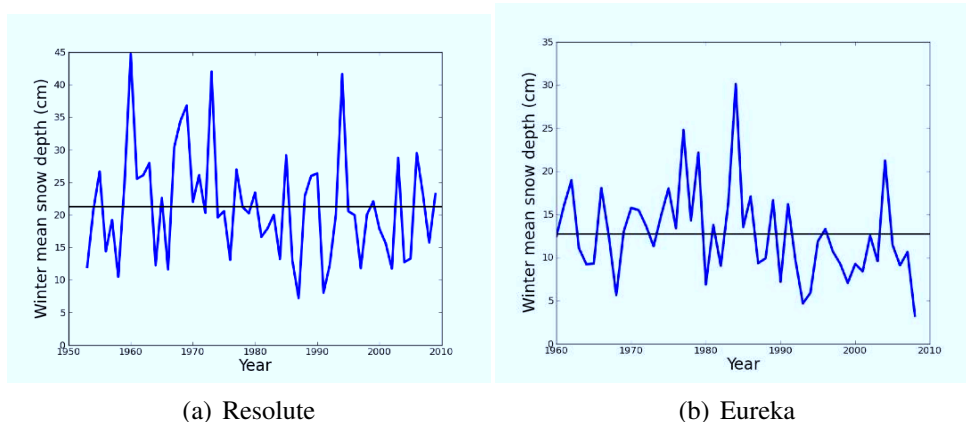 45
40
35
30
25
20
15
10
5
0
Winter mean snow depth (cm)
1950 1960 1970 1980 1990 2000 2010
Year
(a) Resolute
35
30
25
20
15
10
5
0
Winter mean snow depth (cm)
1960 1970 1980 1990 2000 2010
Year
(b) Eureka